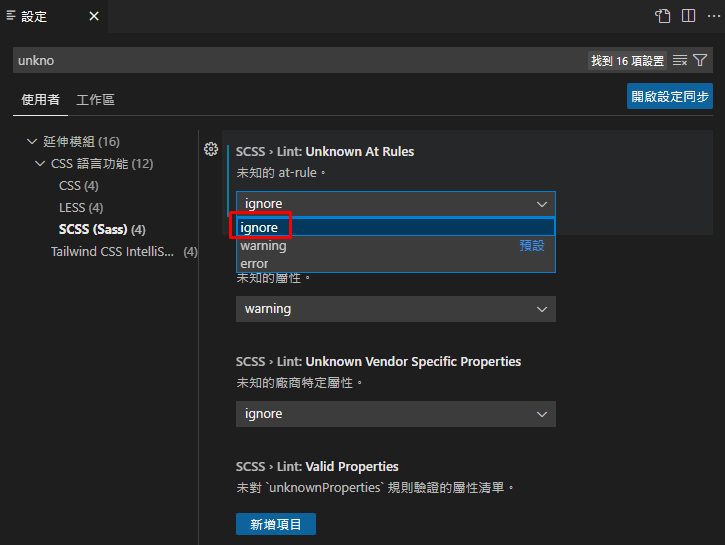 設定
unkno
找到 16 項設置
使用者
工作區
開啟設定同步
延伸模組 (16)
CSS 語言功能 (12)
CSS (4)
LESS (4)
SCSS (Sass) (4)
Tailwind CSS IntelliS... (4)
SCSS › Lint: Unknown At Rules
未知的 at-rule。
ignore
ignore
warning 預設
error
未知的屬性。
warning
SCSS › Lint: Unknown Vendor Specific Properties
未知的廠商特定屬性。
ignore
SCSS › Lint: Valid Properties
未對 `unknownProperties` 規則驗證的屬性清單。
新增項目